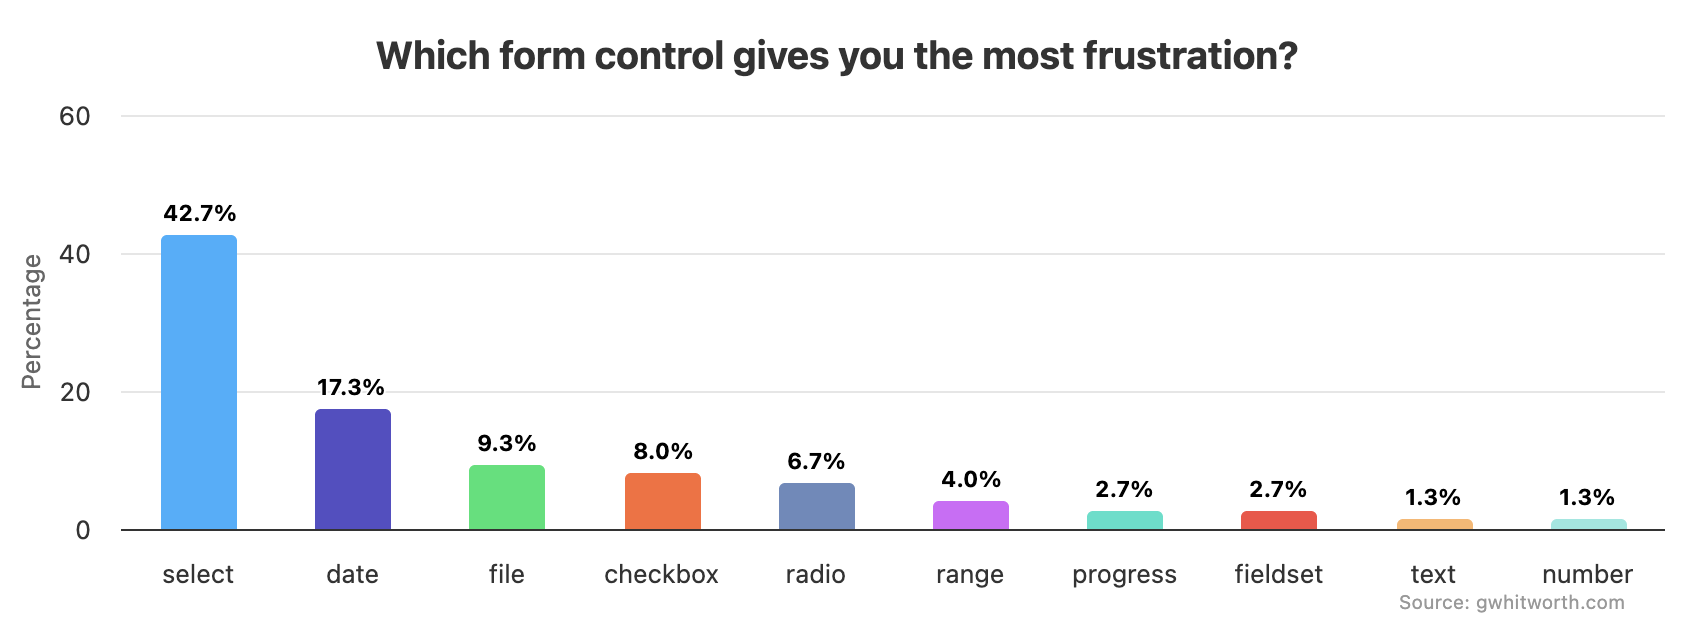 Which form control gives you the most frustration?
60
40
20
0
Percentage
42.7%
17.3%
9.3%
8.0%
6.7%
4.0%
2.7%
2.7%
1.3%
1.3%
select
date
file
checkbox
radio
range
progress
fieldset
text
number
Source: gwhitworth.com